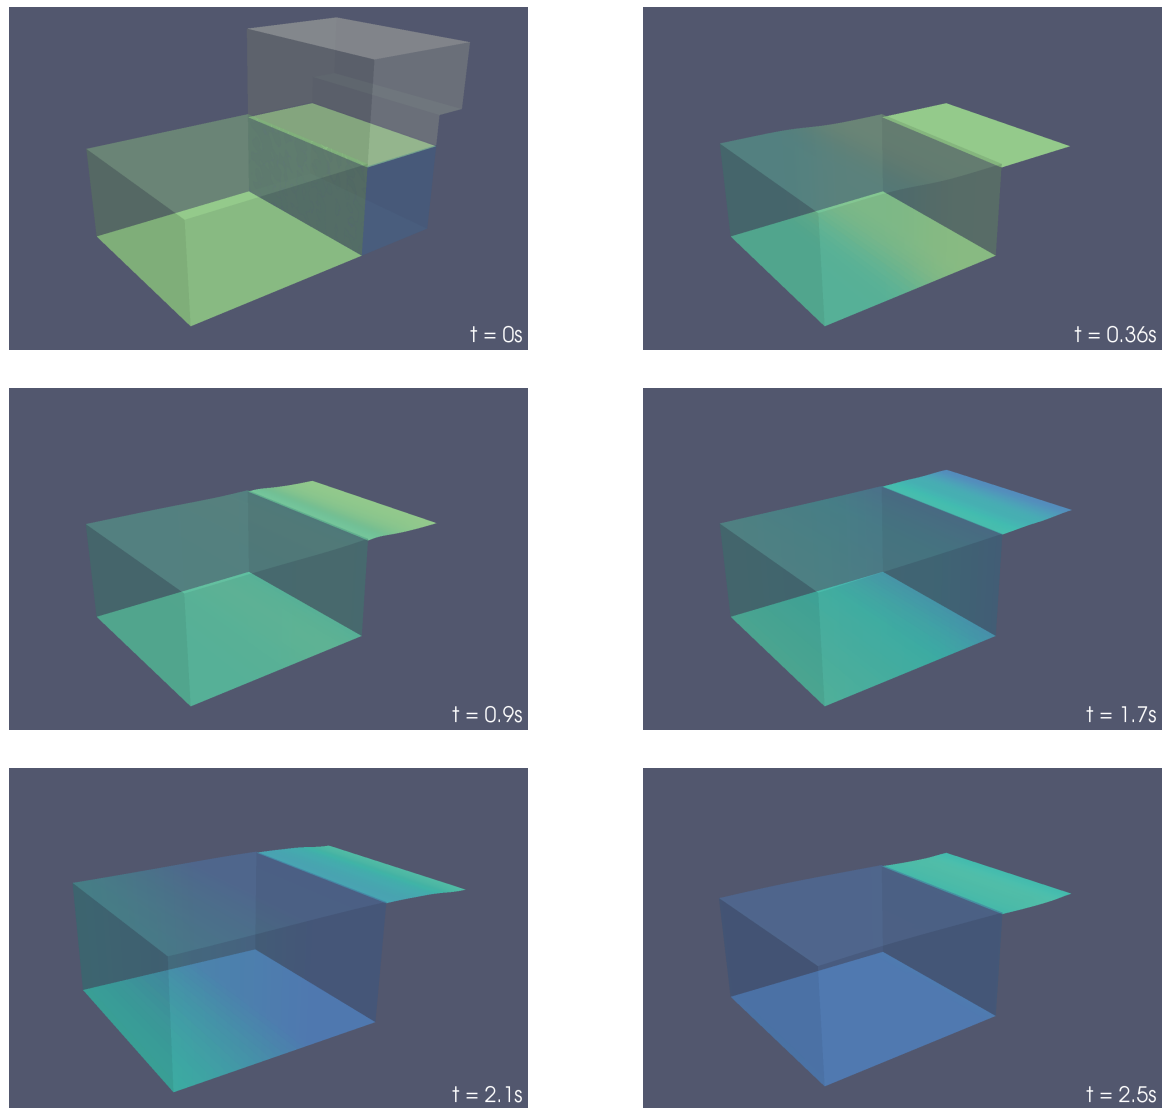 t = 0s
t = 0.36s
t = 0.9s
t = 1.7s
t = 2.1s
t = 2.5s